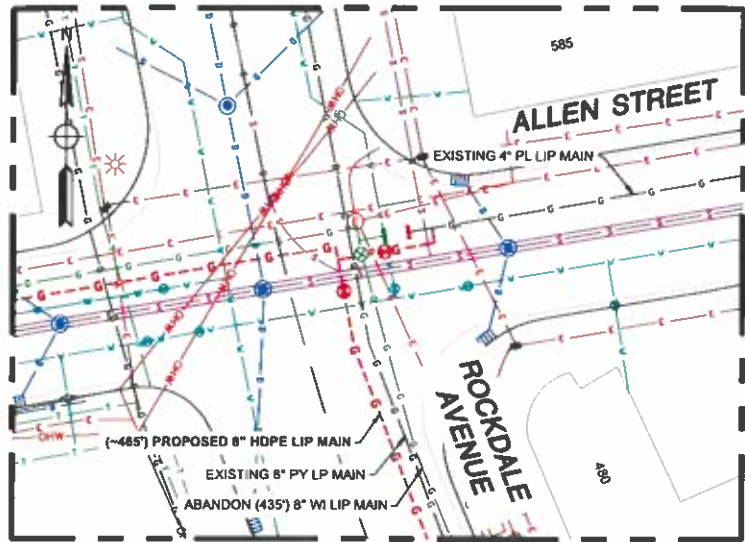 N
585
ALLEN STREET
EXISTING 4" PL LIP MAIN
ROCKDALE
AVENUE
(~465') PROPOSED 8" HDPE LIP MAIN
OHW
EXISTING 8" PY LP MAIN
ABANDON (435') 8" WI LIP MAIN
480